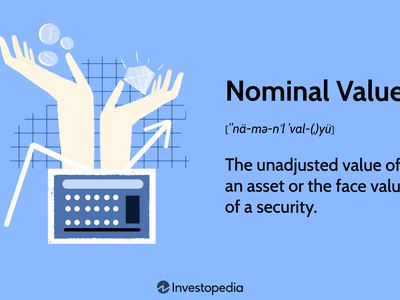 Nominal Value
["nä-mə-nᵊl ˈval-(ˌ)yü]
The unadjusted value of
an asset or the face valu
of a security.
Investopedia